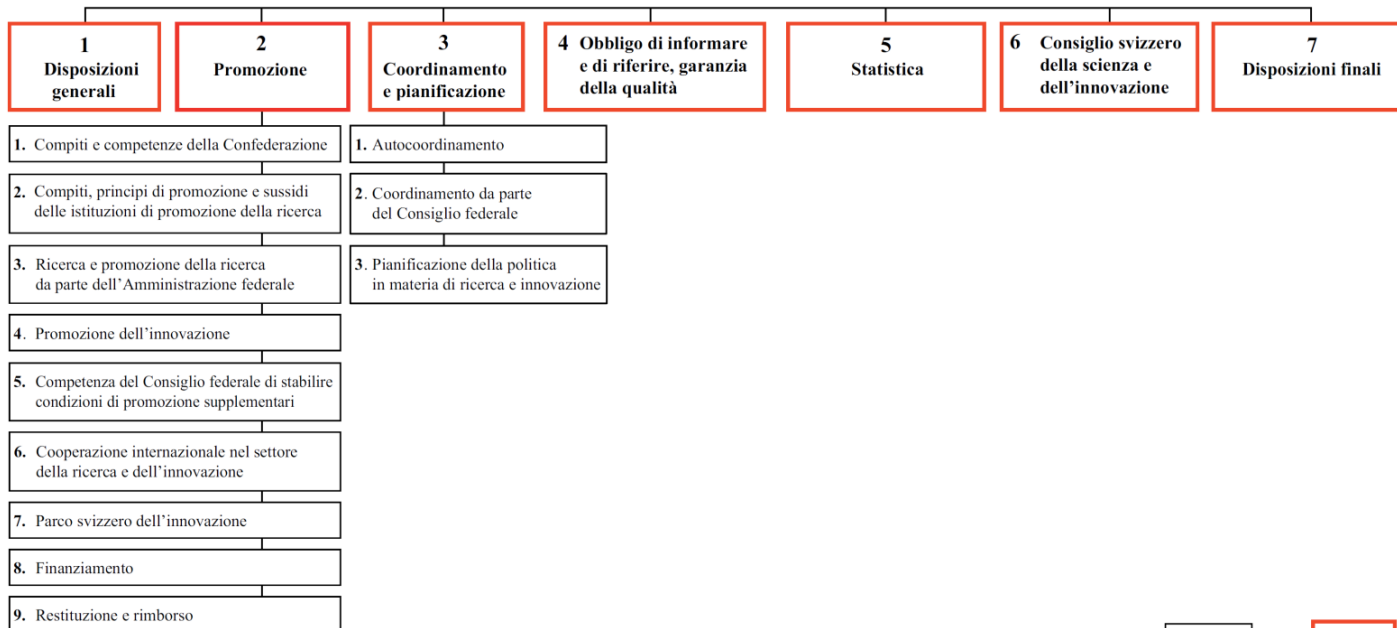 1
Disposizioni
generali
2
Promozione
3
Coordinamento
e pianificazione
4 Obbligo di informare
e di riferire, garanzia
della qualità
5
Statistica
6 Consiglio svizzero
della scienza e
dell'innovazione
7
Disposizioni finali
1. Compiti e competenze della Confederazione
2. Compiti, principi di promozione e sussidi
delle istituzioni di promozione della ricerca
3. Ricerca e promozione della ricerca
da parte dell'Amministrazione federale
4. Promozione dell'innovazione
5. Competenza del Consiglio federale di stabilire
condizioni di promozione supplementari
6. Cooperazione internazionale nel settore
della ricerca e dell'innovazione
7. Parco svizzero dell'innovazione
8. Finanziamento
9. Restituzione e rimborso
1. Autocoordinamento
2. Coordinamento da parte
del Consiglio federale
3. Pianificazione della politica
in materia di ricerca e innovazione